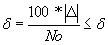 δ = 100 * |Δ| / No ≤ δ